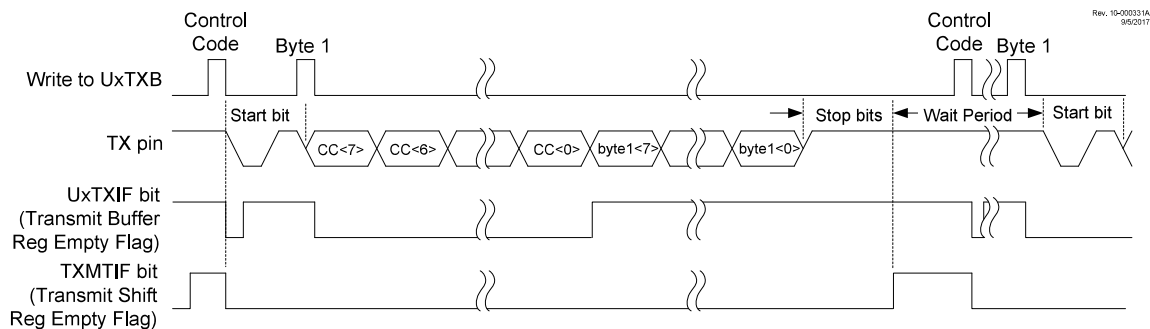 Rev. 10-000331A
9/5/2017
Control
Code
Byte 1
Control
Code
Byte 1
Write to UxTXB
Start bit
Stop bits
Wait Period
Start bit
TX pin
CC<7>
CC<6>
CC<0>
byte1<7>
byte1<0>
UxTXIF bit
(Transmit Buffer
Reg Empty Flag)
TXMTIF bit
(Transmit Shift
Reg Empty Flag)